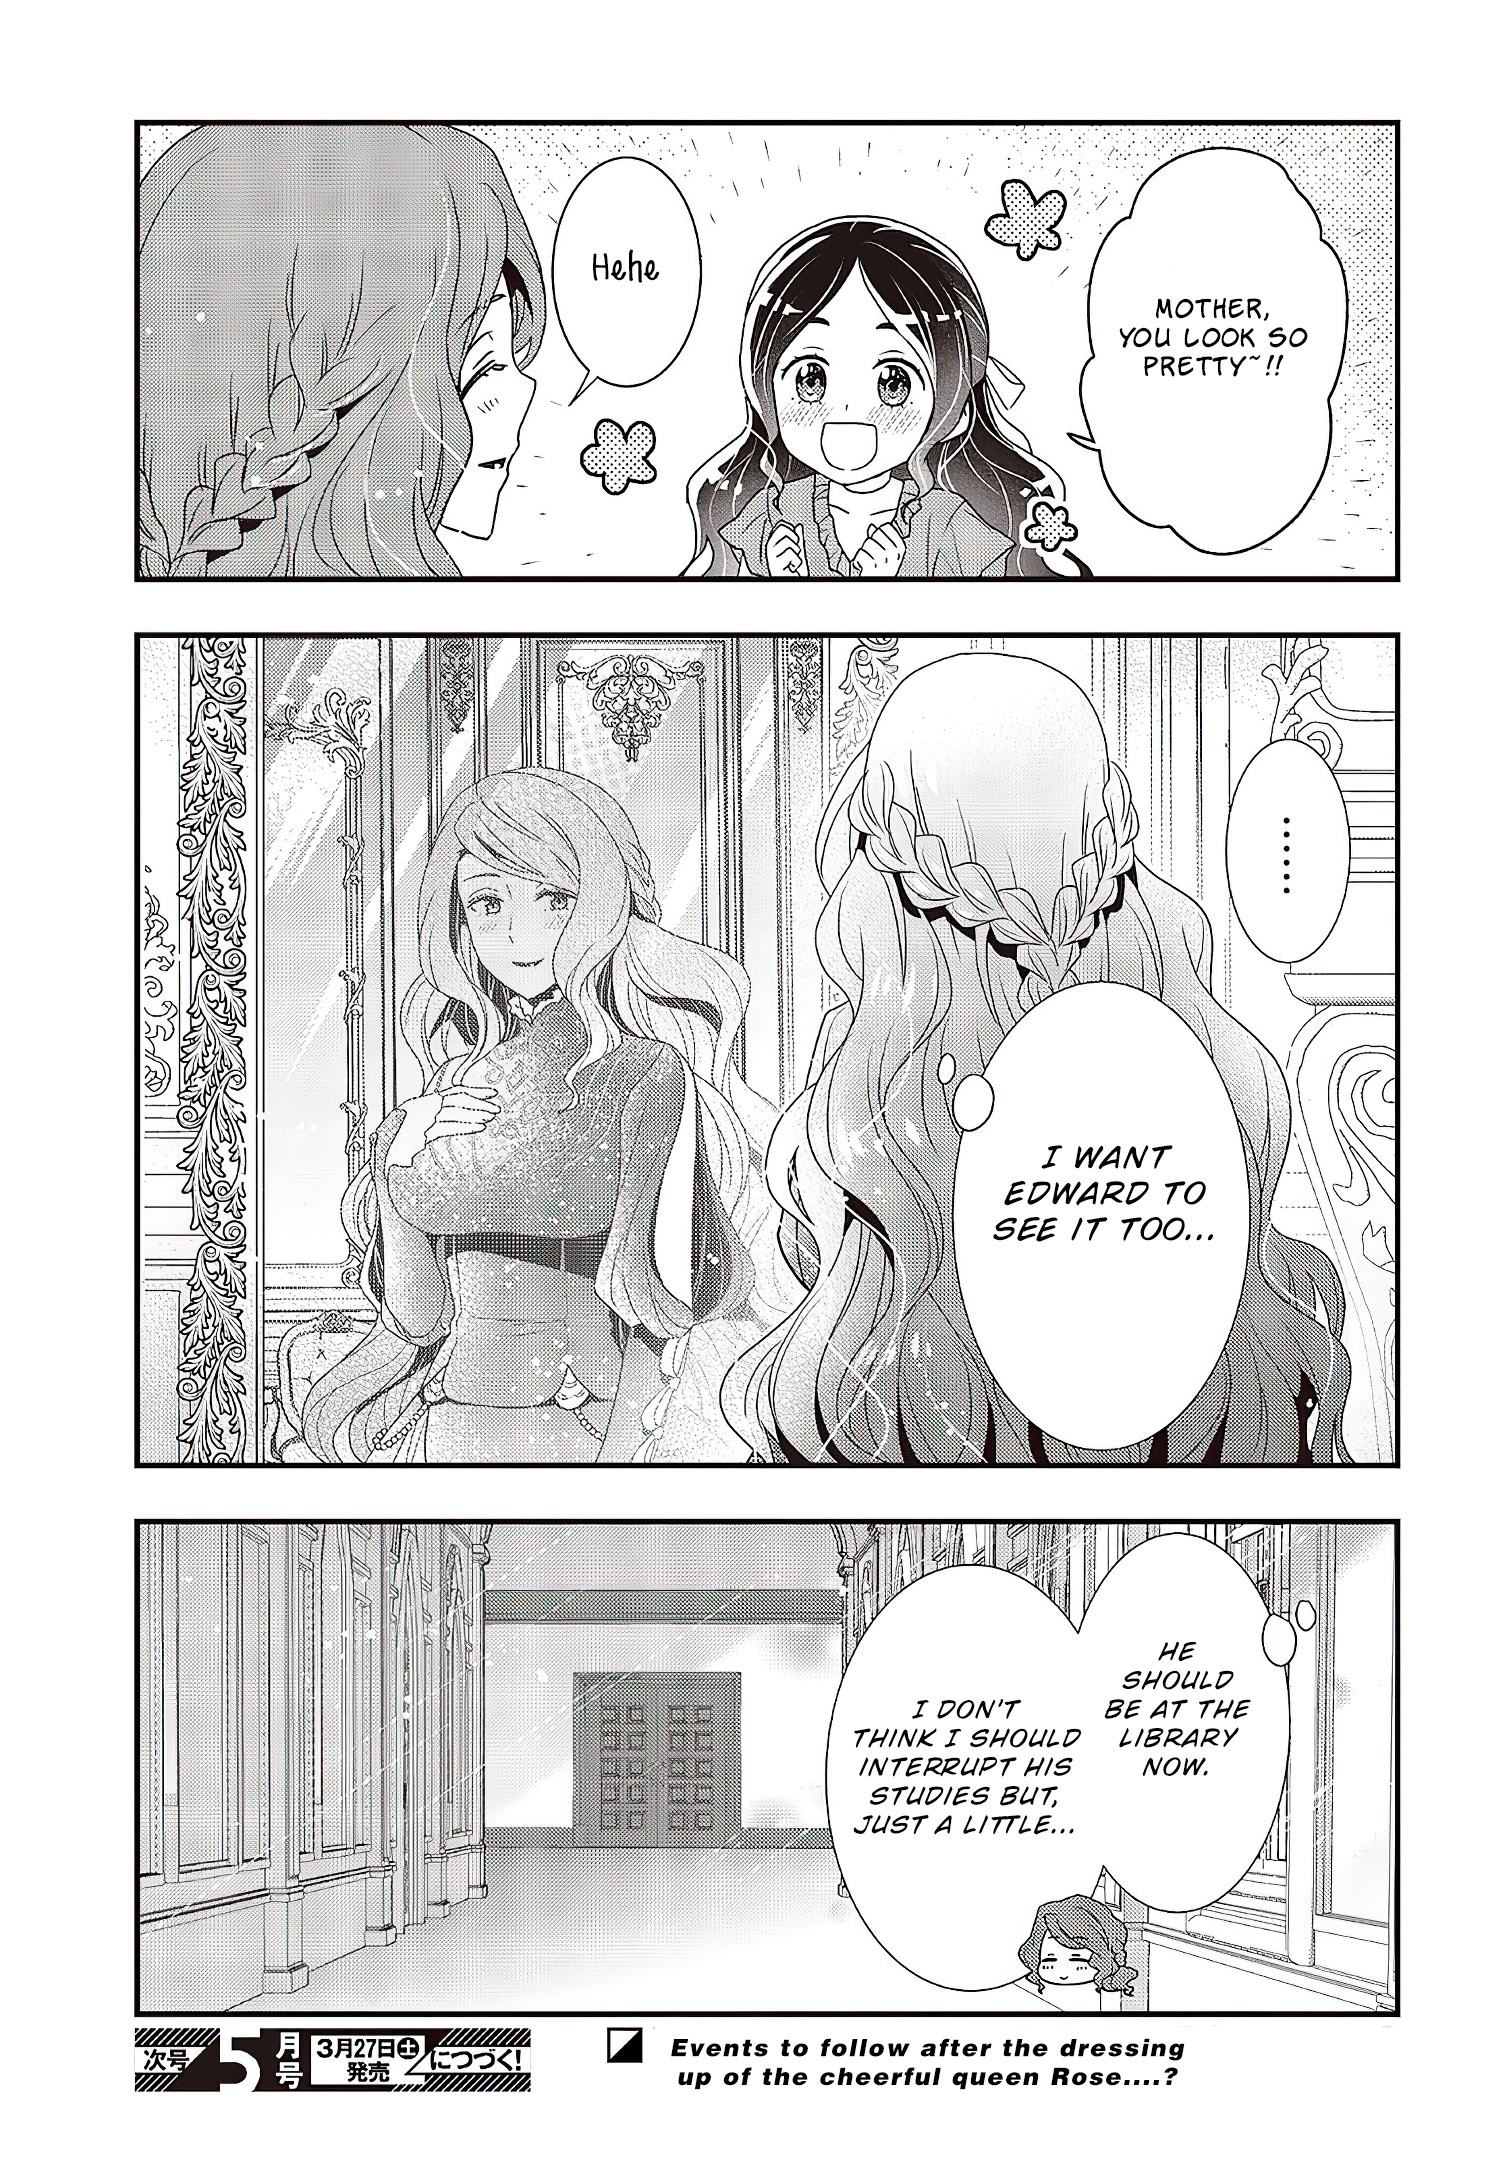 MOTHER,
YOU LOOK SO
PRETTY~!!
Hehe
......
I WANT
EDWARD TO
SEE IT TOO...
HE
SHOULD
BE AT THE
LIBRARY
NOW.
I DON'T
THINK I SHOULD
INTERRUPT HIS
STUDIES BUT,
JUST A LITTLE...
次号5月号 3月27日(土)発売 につづく!
Events to follow after the dressing
up of the cheerful queen Rose....?